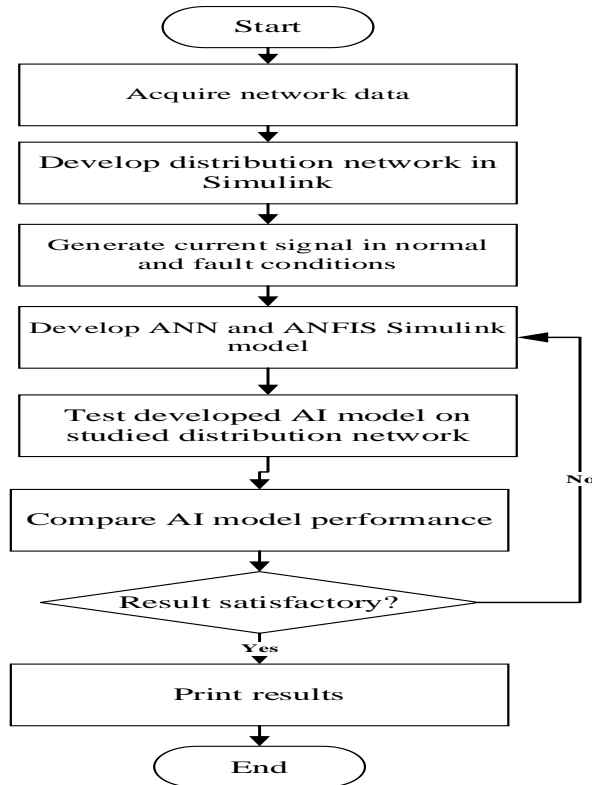 Start
Acquire network data
Develop distribution network in
Simulink
Generate current signal in normal
and fault conditions
Develop ANN and ANFIS Simulink
model
Test developed AI model on
studied distribution network
No
Compare AI model performance
Result satisfactory?
Yes
Print results
End